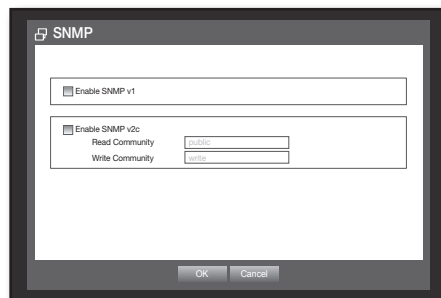 SNMP
Enable SNMP v1
Enable SNMP v2c
Read Community public
Write Community write
OK Cancel